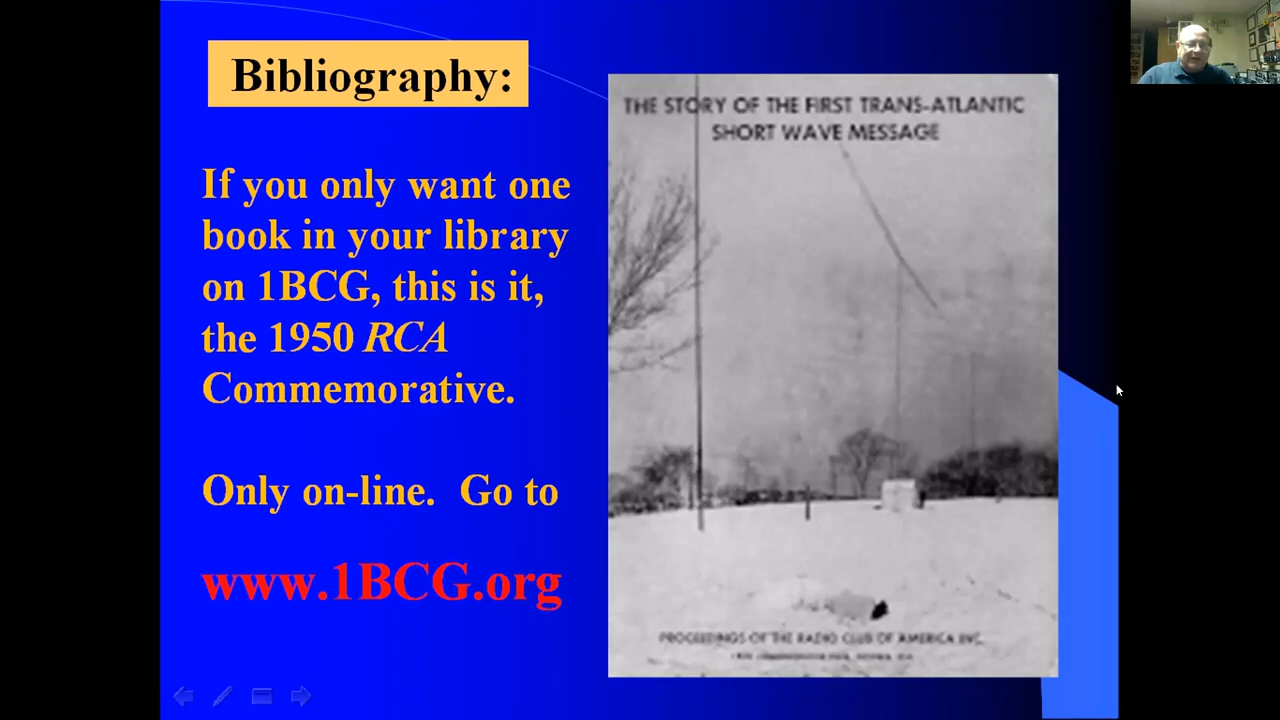 Bibliography:
If you only want one
book in your library
on 1BCG, this is it,
the 1950 RCA
Commemorative.
Only on-line.  Go to
www.1BCG.org
THE STORY OF THE FIRST TRANS-ATLANTIC
SHORT WAVE MESSAGE
PROCEEDINGS OF THE RADIO CLUB OF AMERICA INC.